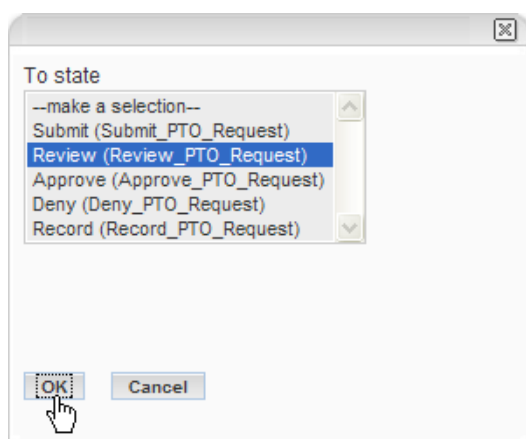 To state
--make a selection--
Submit (Submit_PTO_Request)
Review (Review_PTO_Request)
Approve (Approve_PTO_Request)
Deny (Deny_PTO_Request)
Record (Record_PTO_Request)
OK Cancel